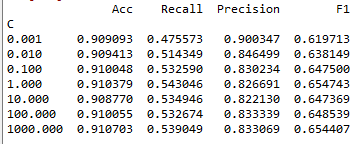 Acc Recall Precision F1
C
0.001 0.909093 0.475573 0.900347 0.619713
0.010 0.909413 0.514349 0.846499 0.638149
0.100 0.910048 0.532590 0.830234 0.647500
1.000 0.910379 0.543046 0.826691 0.654743
10.000 0.908770 0.534946 0.822130 0.647369
100.000 0.910055 0.532674 0.833339 0.648539
1000.000 0.910703 0.539049 0.833069 0.654407